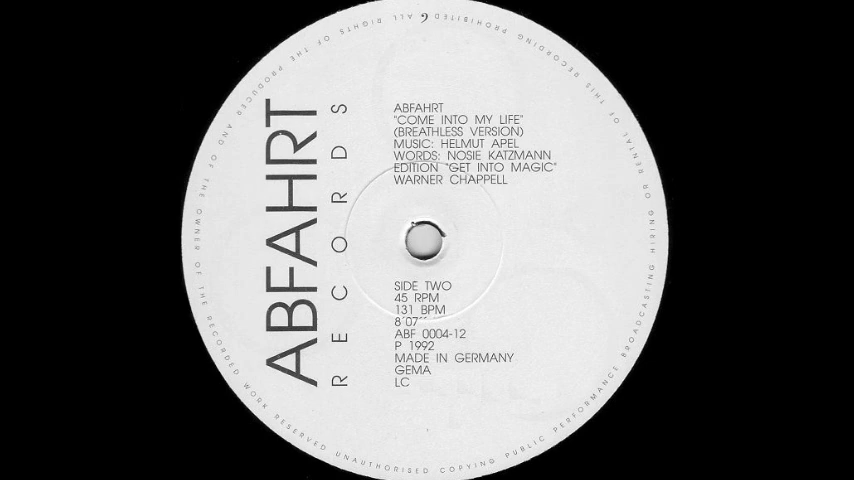 ABFAHRT
RECORDS
ABFAHRT
"COME INTO MY LIFE"
(BREATHLESS VERSION)
MUSIC: HELMUT APEL
WORDS: NOSIE KATZMANN
EDITION "GET INTO MAGIC"
WARNER CHAPPELL
SIDE TWO
45 RPM
131 BPM
8´07´´
ABF 0004-12
P 1992
MADE IN GERMANY
GEMA
LC
ALL RIGHTS OF THE PRODUCER AND OF THE OWNER OF THE RECORDED WORK RESERVED UNAUTHORISED COPYING PUBLIC PERFORMANCE BROADCASTING HIRING OR RENTAL OF THIS RECORDING PROHIBITED